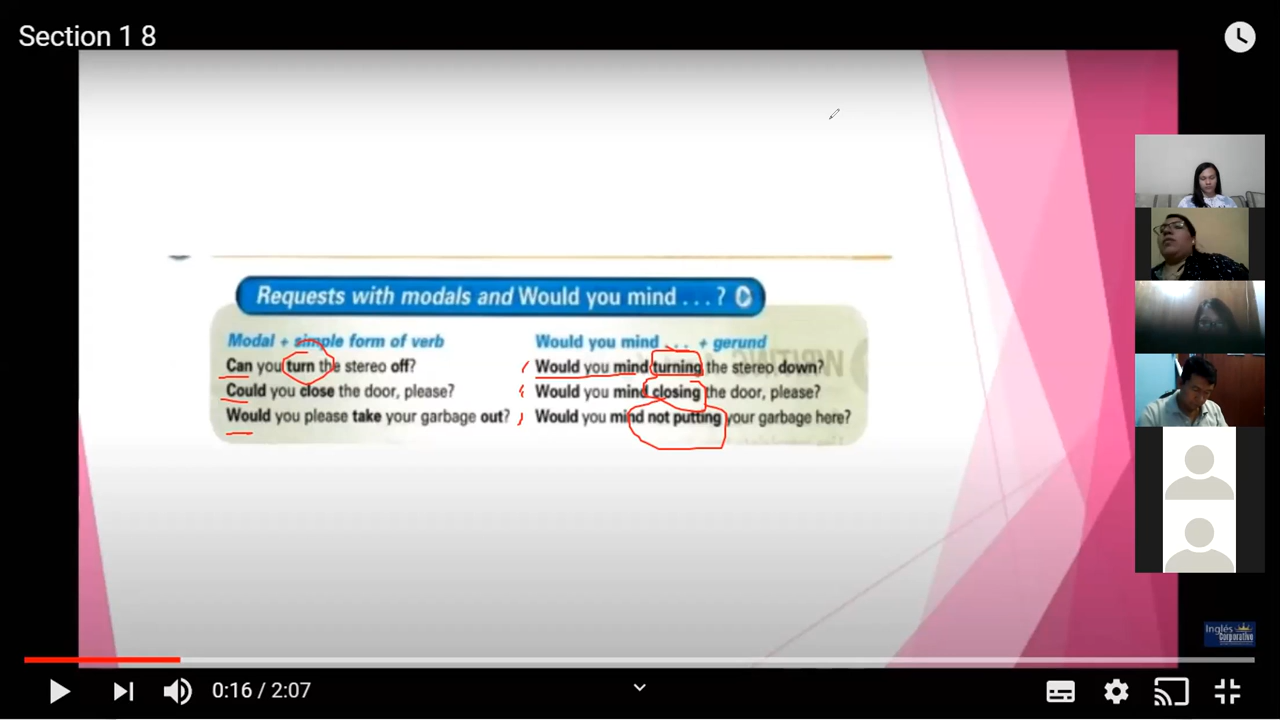 Section 1 8
Requests with modals and Would you mind . . . ?
Modal + simple form of verb
Can you turn the stereo off?
Could you close the door, please?
Would you please take your garbage out?
Would you mind . . . + gerund
Would you mind turning the stereo down?
Would you mind closing the door, please?
Would you mind not putting your garbage here?
Inglés
Corporativo
0:16 / 2:07